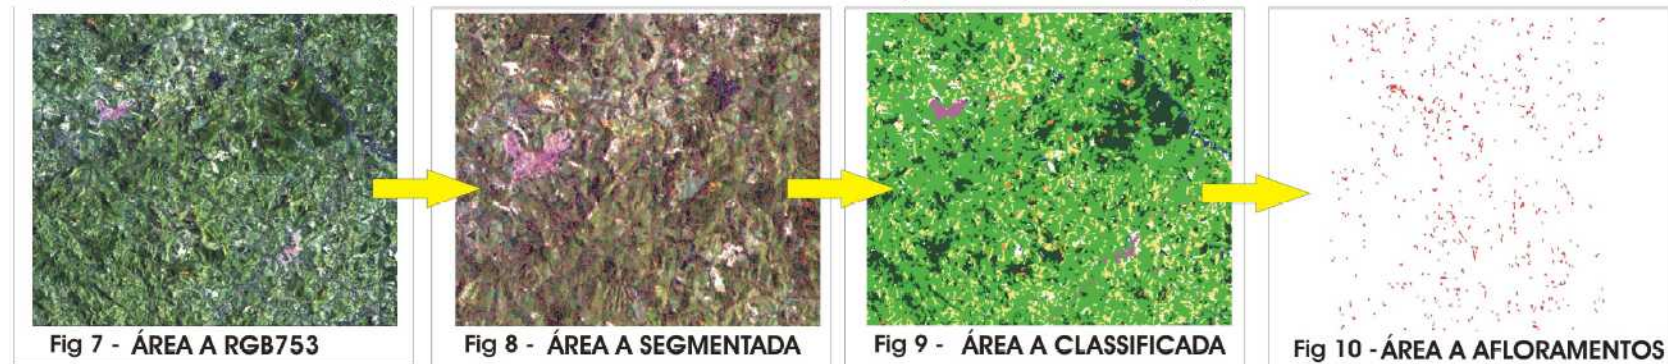 Fig 7 - ÁREA A RGB753
Fig 8 - ÁREA A SEGMENTADA
Fig 9 - ÁREA A CLASSIFICADA
Fig 10 - ÁREA A AFLORAMENTOS